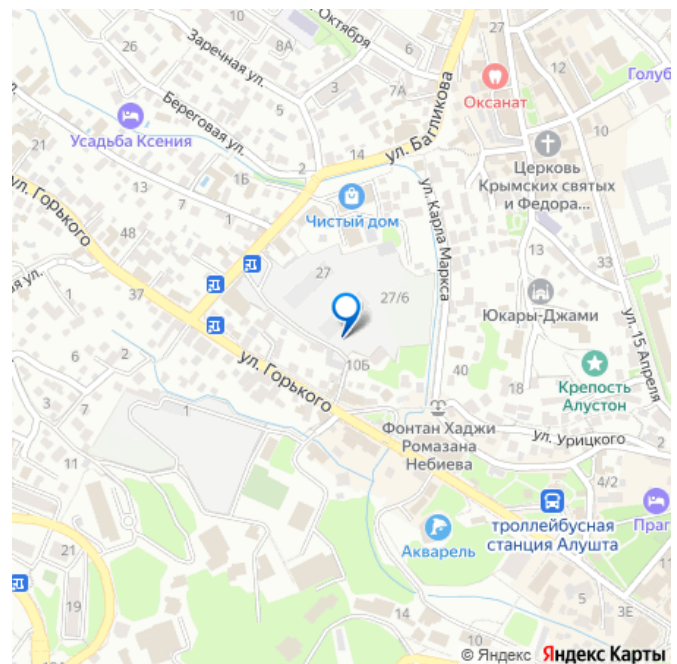 Октября
27
26
10
8А
6
12
Заречная ул.
3
Голуб
7А
Оксанат
5
Береговая ул.
10
ул. Багликова
Усадьба Ксения
21
14
Церковь
Крымских святых
и Федора...
2
1Б
13
ул. Карла Маркса
7
Чистый дом
ул. Горького
1
48
13
27
33
27/6
1
37
Юкары-Джами
ул. 15 Апреля
6
2
ул. Горького
10Б
40
18
Крепость
Алустон
3
7
1
Фонтан Хаджи
Ромазана
Небиева
ул. Урицкого
2
11
4/2
троллейбусная
станция Алушта
Праг
Акварель
21
19
5
3Е
14
10
© Яндекс Яндекс Карты